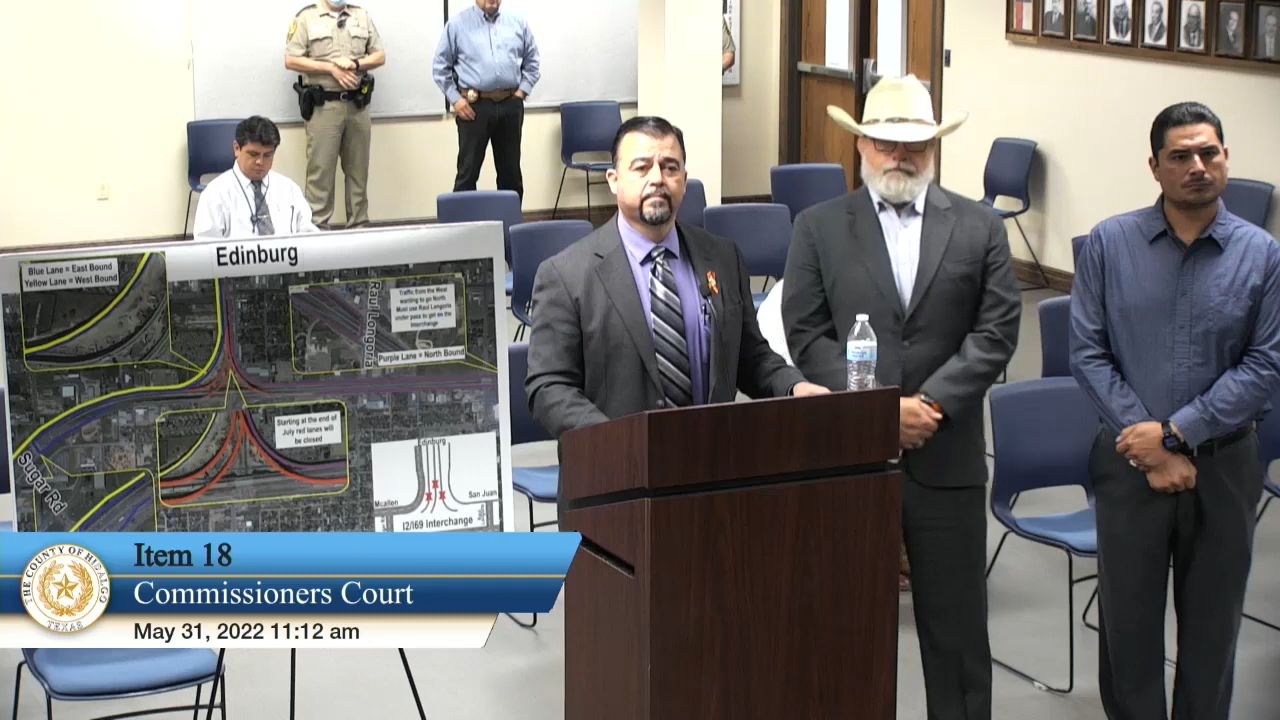 Edinburg
Blue Lane = East Bound
Yellow Lane = West Bound
Traffic from the West
wanting to go North
Must use Raul Longoria
under pass to get on the
Interchange
Raul Longoria
Purple Lane = North Bound
Starting at the end of
July red lanes will
be closed
Sugar Rd
Edinburg
Mcallen
San Juan
I2/I69 Interchange
THE COUNTY OF HIDALGO
TEXAS
Item 18
Commissioners Court
May 31, 2022 11:12 am